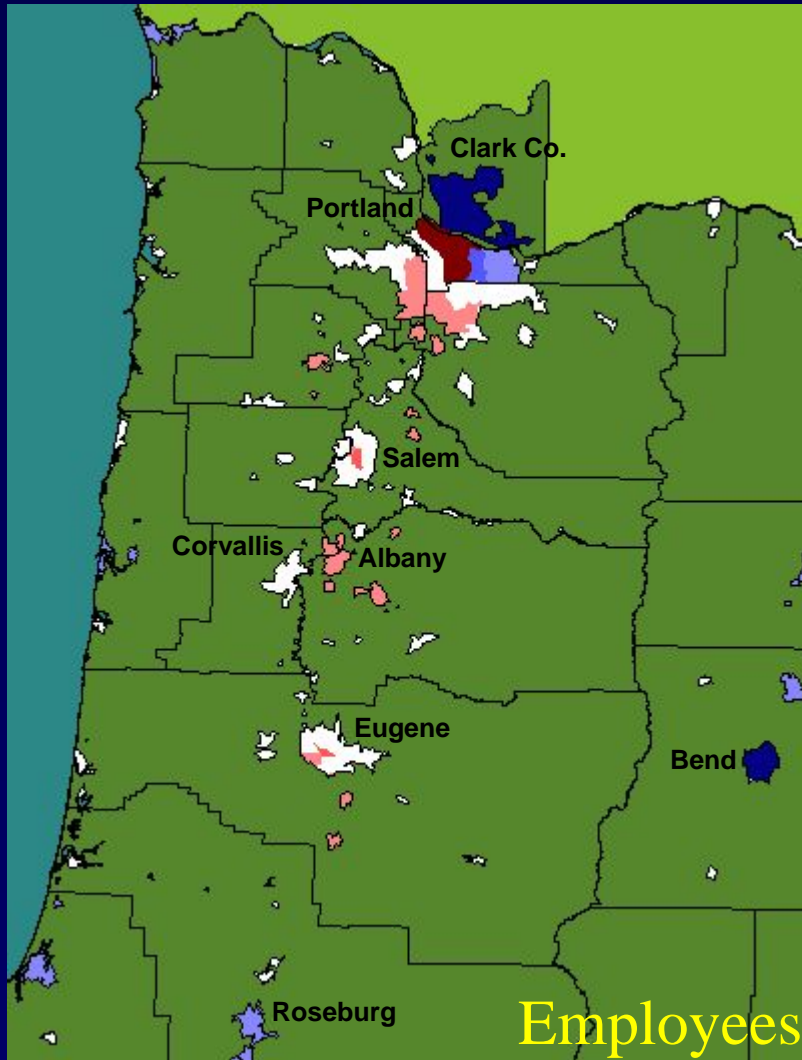 Clark Co.
Portland
Salem
Corvallis
Albany
Eugene
Bend
Roseburg
Employees